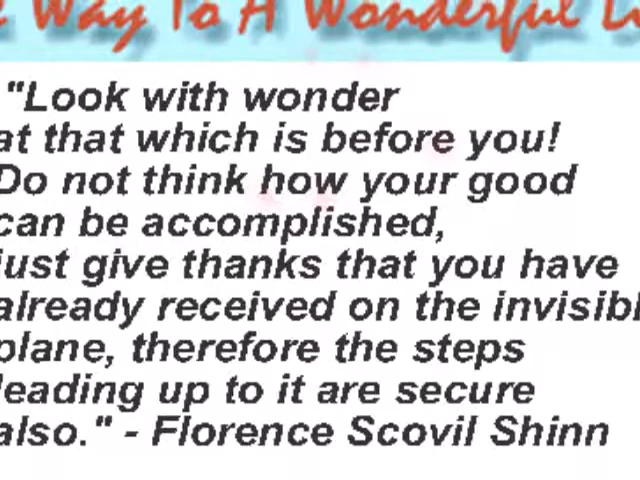 Way To A Wonderful
"Look with wonder
at that which is before you!
Do not think how your good
can be accomplished,
just give thanks that you have
already received on the invisibl
plane, therefore the steps
leading up to it are secure
also." - Florence Scovil Shinn